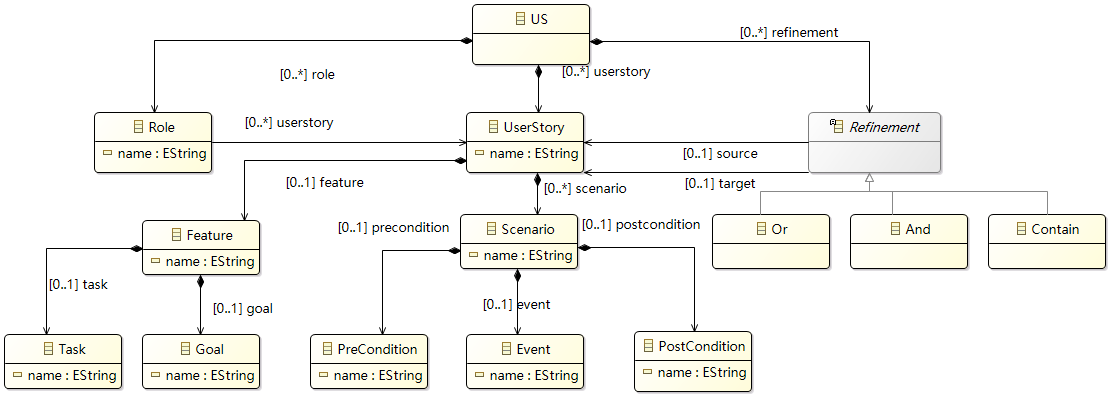 US
[0..*] refinement
[0..*] role
[0..*] userstory
Role
name : EString
[0..*] userstory
UserStory
name : EString
Refinement
[0..1] source
[0..1] target
[0..1] feature
[0..*] scenario
Feature
name : EString
[0..1] precondition
Scenario
name : EString
[0..1] postcondition
Or
And
Contain
[0..1] task
[0..1] goal
[0..1] event
Task
name : EString
Goal
name : EString
PreCondition
name : EString
Event
name : EString
PostCondition
name : EString